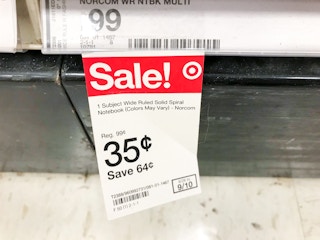 NORCOM WR NTBK MULTI
99
Sale!
1 Subject Wide Ruled Solid Spiral
Notebook (Colors May Vary) - Norcom
Reg. 99¢
35¢
Save 64¢
9/10